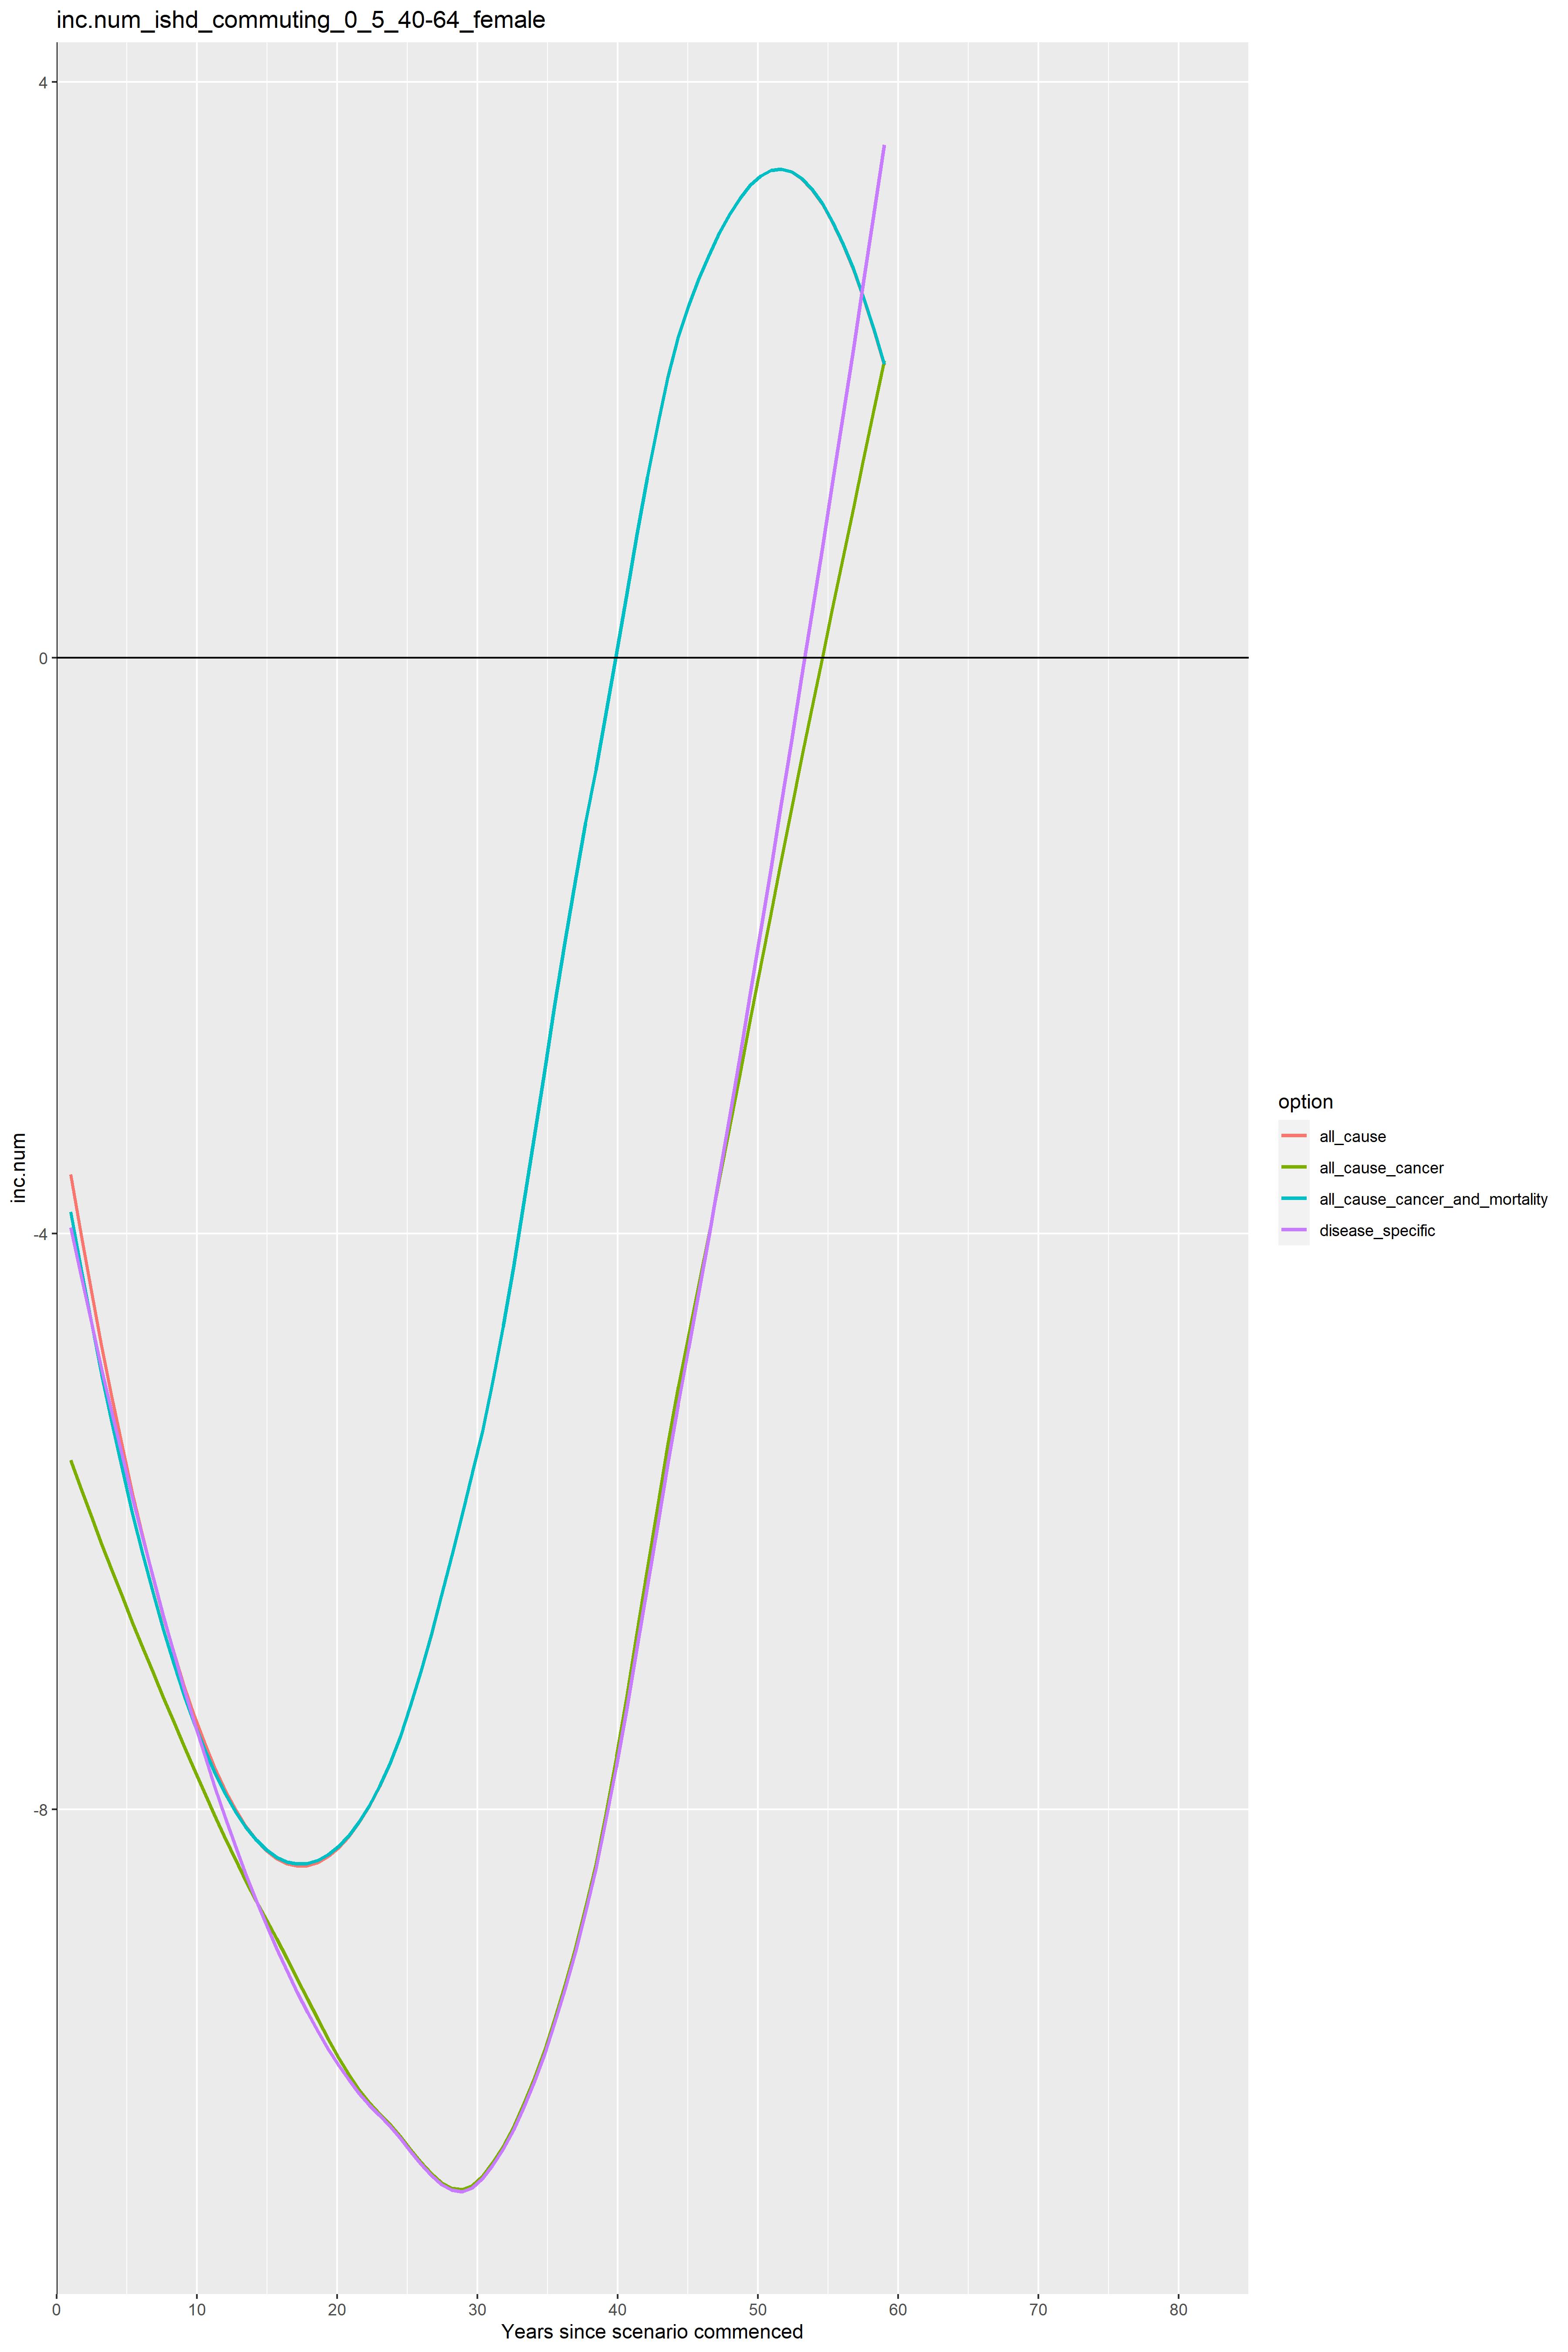 inc.num_ishd_commuting_0_5_40-64_female
4
0
-4
-8
inc.num
0 10 20 30 40 50 60 70 80
Years since scenario commenced
option
all_cause
all_cause_cancer
all_cause_cancer_and_mortality
disease_specific